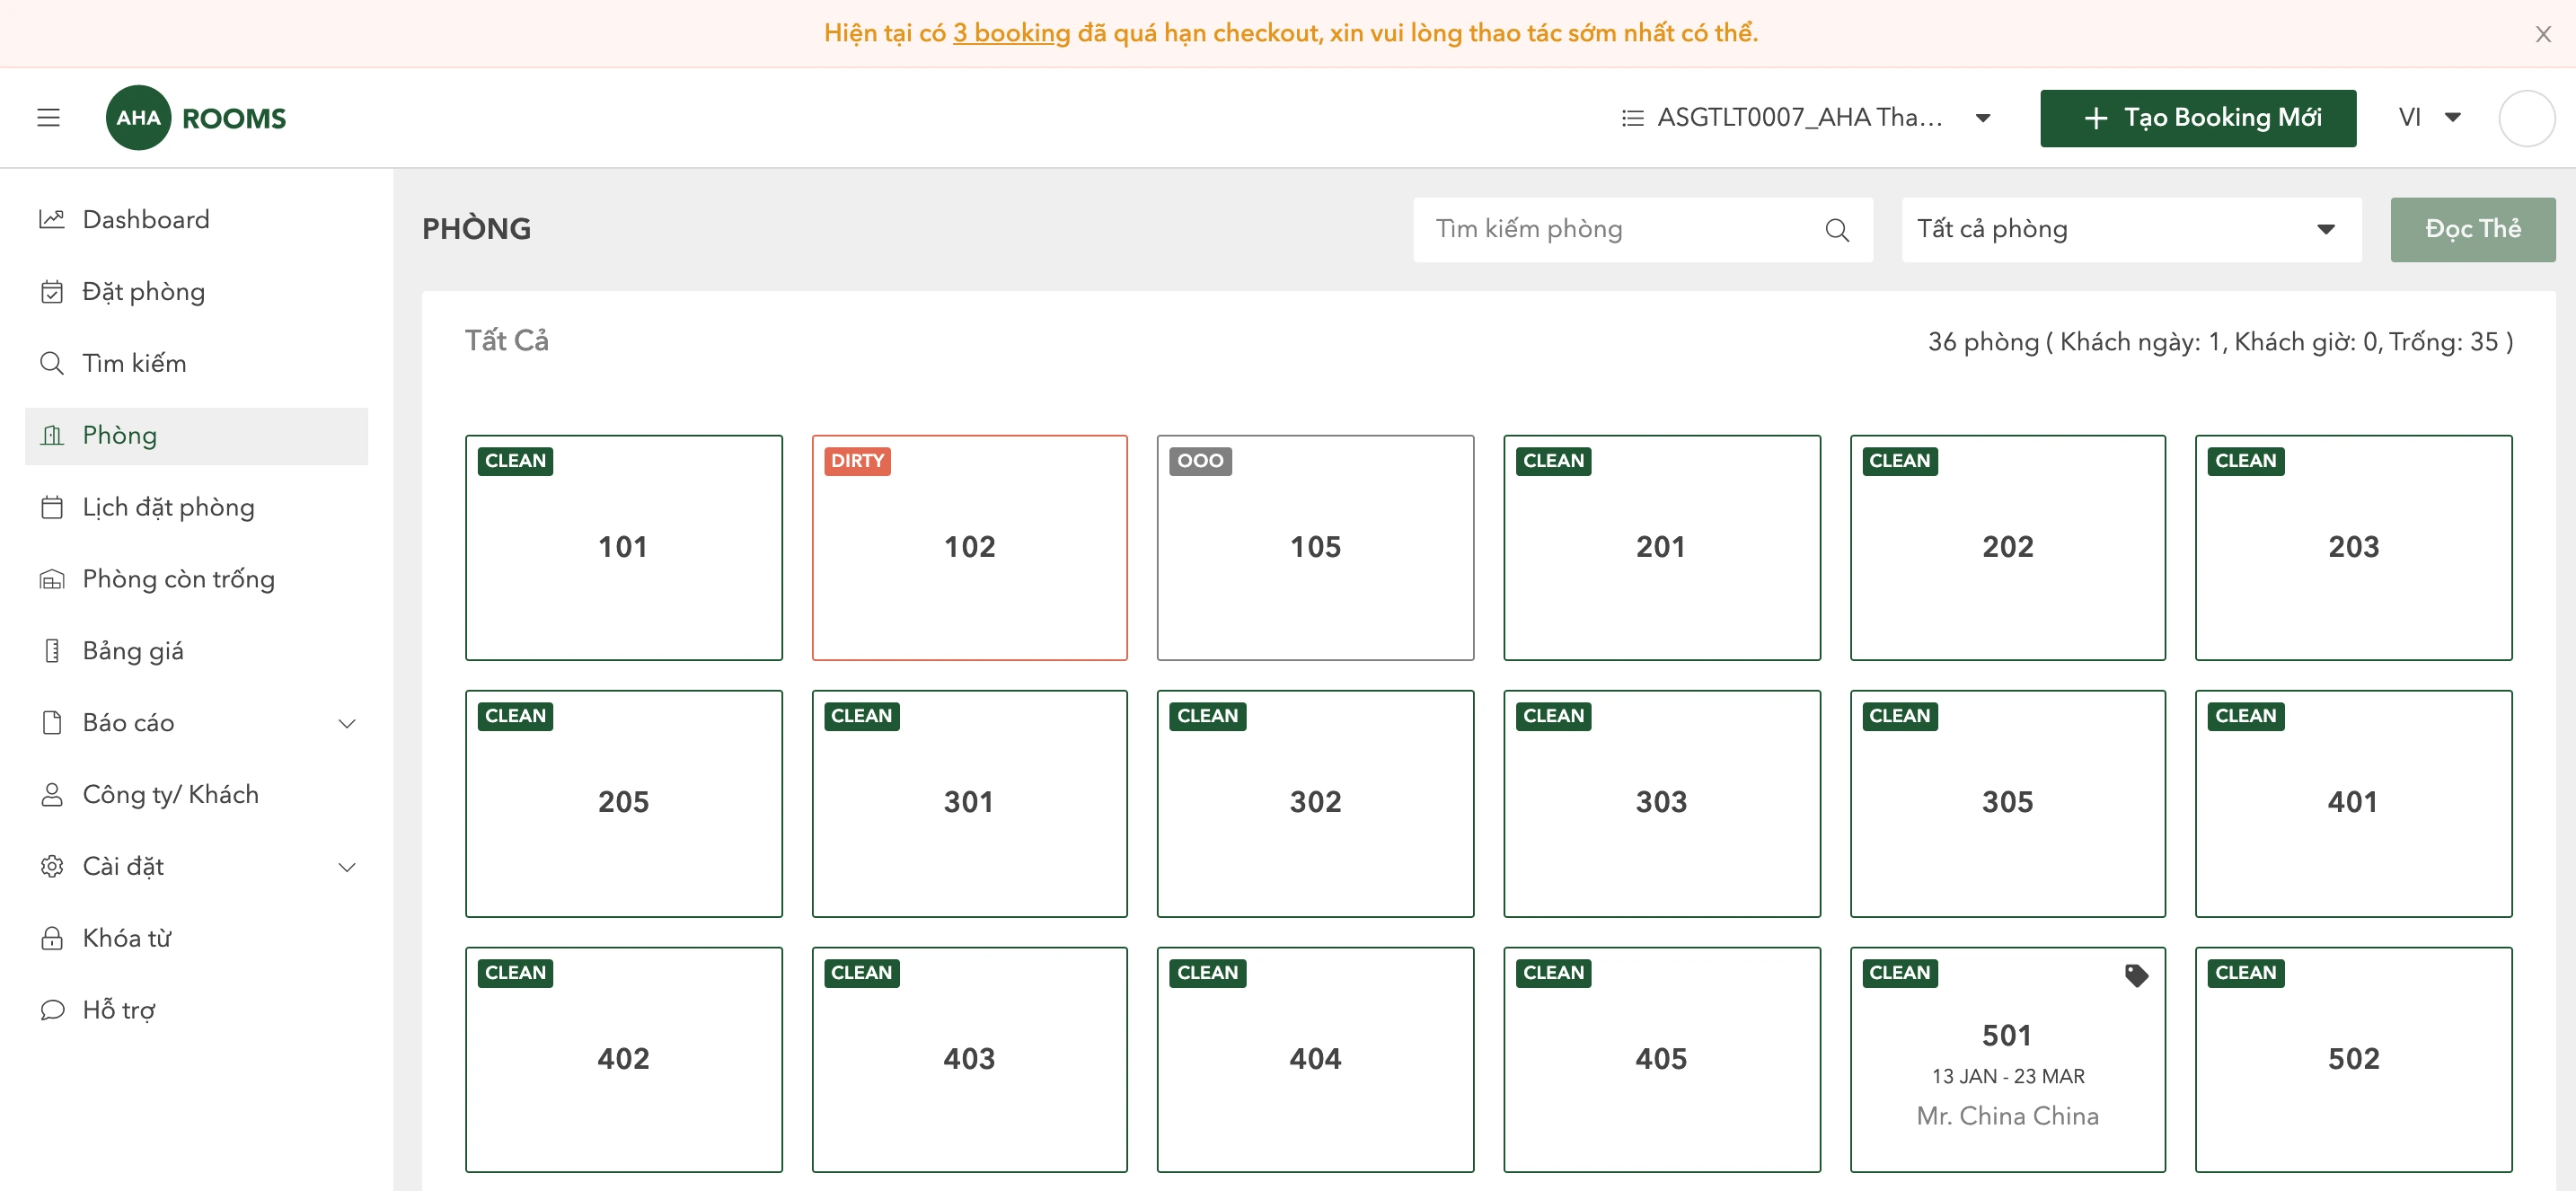 Hiện tại có 3 booking đã quá hạn checkout, xin vui lòng thao tác sớm nhất có thể.
AHA ROOMS
ASGTLT0007_AHA Tha...
Tạo Booking Mới
VI
Dashboard
Đặt phòng
Tìm kiếm
Phòng
Lịch đặt phòng
Phòng còn trống
Bảng giá
Báo cáo
Công ty/ Khách
Cài đặt
Khóa từ
Hỗ trợ
PHÒNG
Tìm kiếm phòng
Tất cả phòng
Đọc Thẻ
Tất Cả
36 phòng ( Khách ngày: 1, Khách giờ: 0, Trống: 35 )
CLEAN
101
DIRTY
102
OOO
105
CLEAN
201
CLEAN
202
CLEAN
203
CLEAN
205
CLEAN
301
CLEAN
302
CLEAN
303
CLEAN
305
CLEAN
401
CLEAN
402
CLEAN
403
CLEAN
404
CLEAN
405
CLEAN
501
13 JAN - 23 MAR
Mr. China China
CLEAN
502